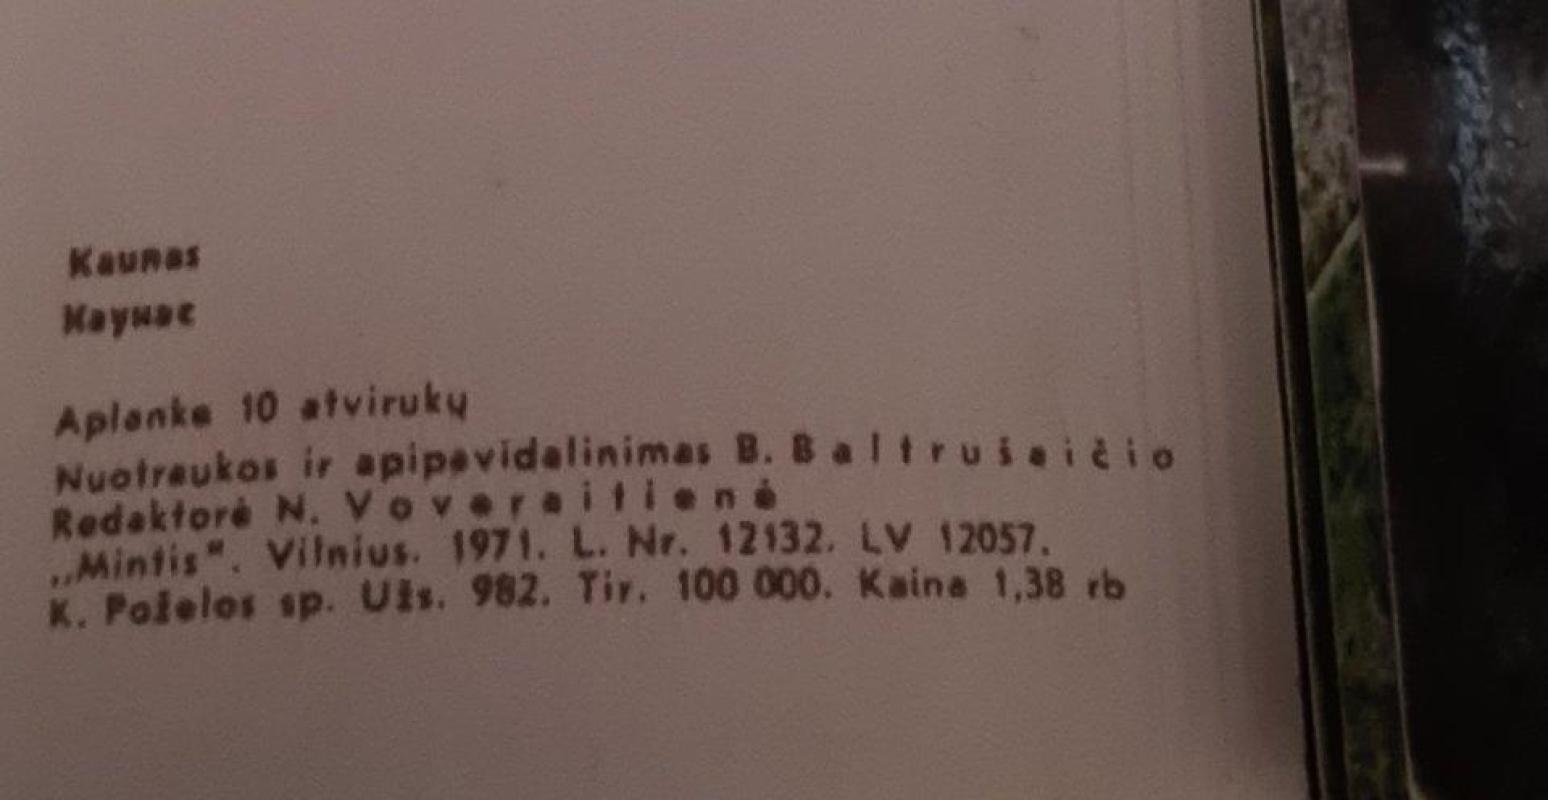 Kaunas
Каунас
Aplanke 10 atvirukų
Nuotraukos ir apipavidalinimas B. Baltrušaičio
Redaktorė N. Voveraitienė
„Mintis“. Vilnius. 1971. L. Nr. 12132. LV 12057.
K. Poželos sp. Užs. 982. Tir. 100 000. Kaina 1,38 rb